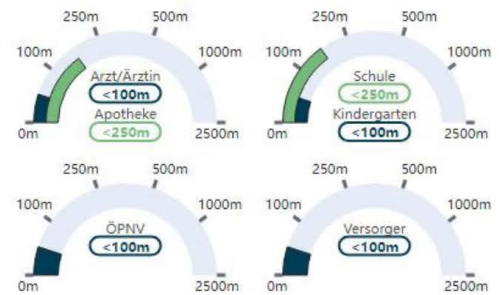 250m 500m
100m 1000m
Arzt/Ärztin
<100m
Apotheke
<250m
0m 2500m
250m 500m
100m 1000m
Schule
<250m
Kindergarten
<100m
0m 2500m
250m 500m
100m 1000m
ÖPNV
<100m
0m 2500m
250m 500m
100m 1000m
Versorger
<100m
0m 2500m